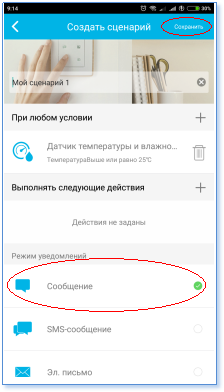 9:14
Создать сценарий
Сохранить
Мой сценарий 1
При любом условии
Датчик температуры и влажно...
ТемператураВыше или равно 25℃
Выполнять следующие действия
Действия не заданы
Режим уведомлений
Сообщение
SMS-сообщение
Эл. письмо